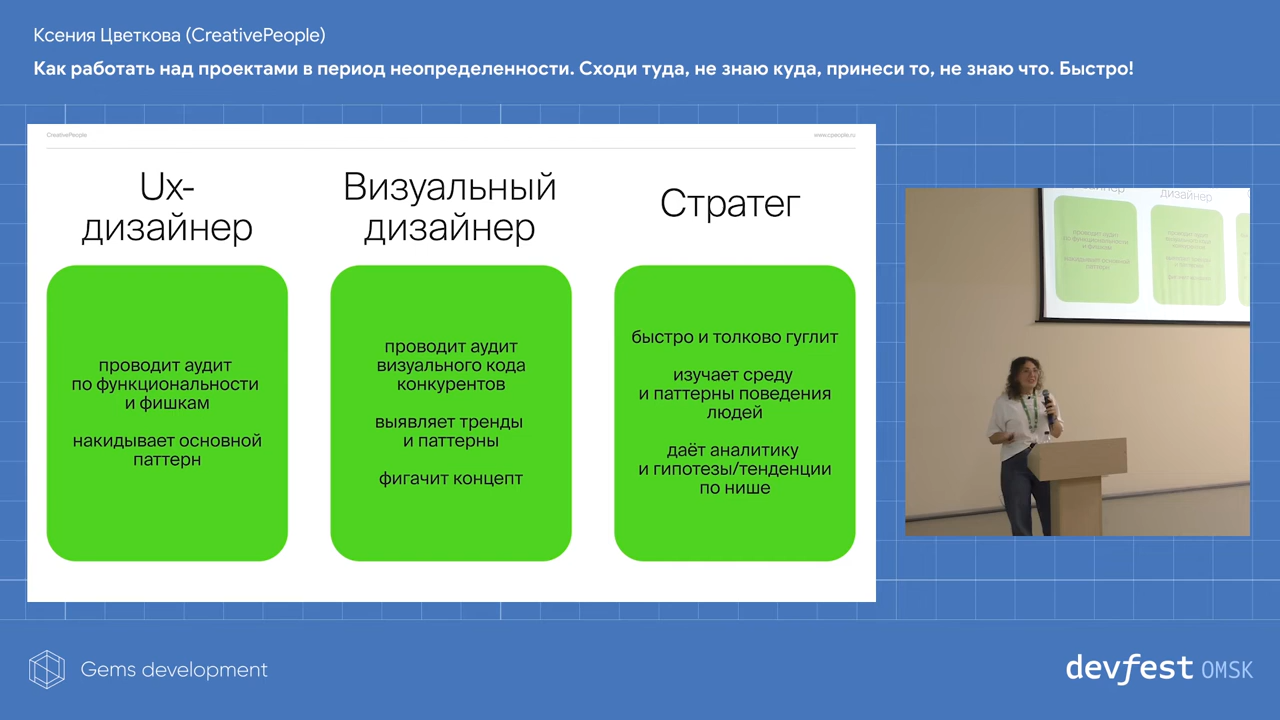 Ксения Цветкова (CreativePeople)
Как работать над проектами в период неопределенности. Сходи туда, не знаю куда, принеси то, не знаю что. Быстро!
CreativePeople
www.cpeople.ru
Ux-
дизайнер
проводит аудит
по функциональности
и фишкам
накидывает основной
паттерн
Визуальный
дизайнер
проводит аудит
визуального кода
конкурентов
выявляет тренды
и паттерны
фигачит концепт
Стратег
быстро и толково гуглит
изучает среду
и паттерны поведения
людей
даёт аналитику
и гипотезы/тенденции
по нише
дизайнер
Gems development
devfest OMSK